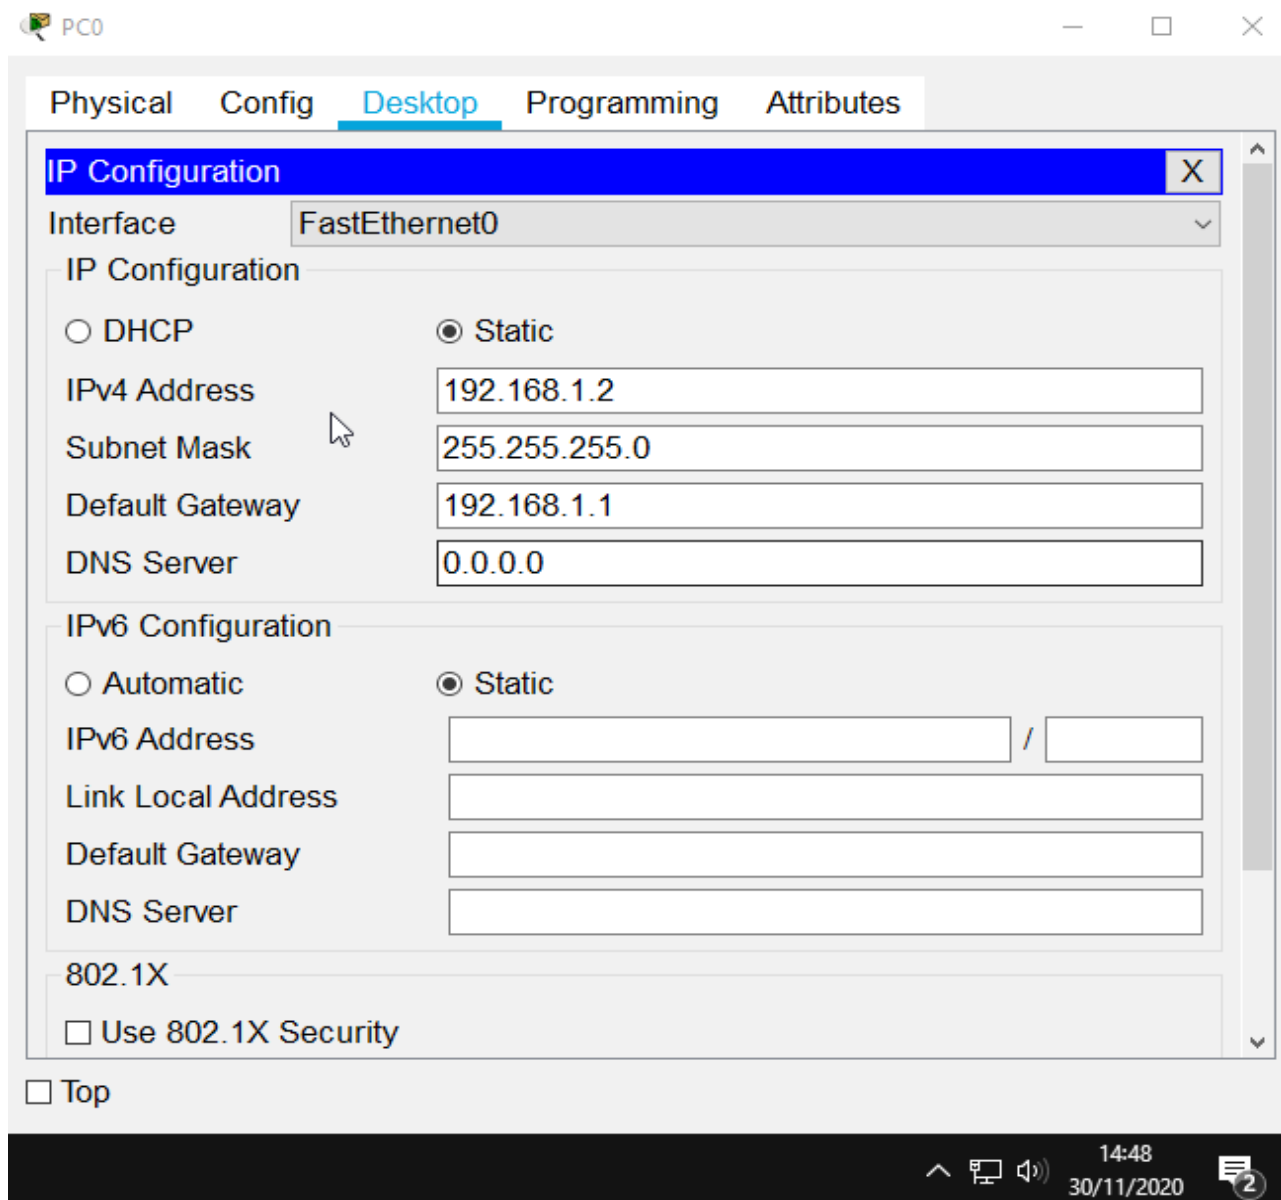 PC0
Physical Config Desktop Programming Attributes
IP Configuration X
Interface FastEthernet0
IP Configuration
DHCP Static
IPv4 Address 192.168.1.2
Subnet Mask 255.255.255.0
Default Gateway 192.168.1.1
DNS Server 0.0.0.0
IPv6 Configuration
Automatic Static
IPv6 Address /
Link Local Address
Default Gateway
DNS Server
802.1X
Use 802.1X Security
Top
14:48
30/11/2020
2